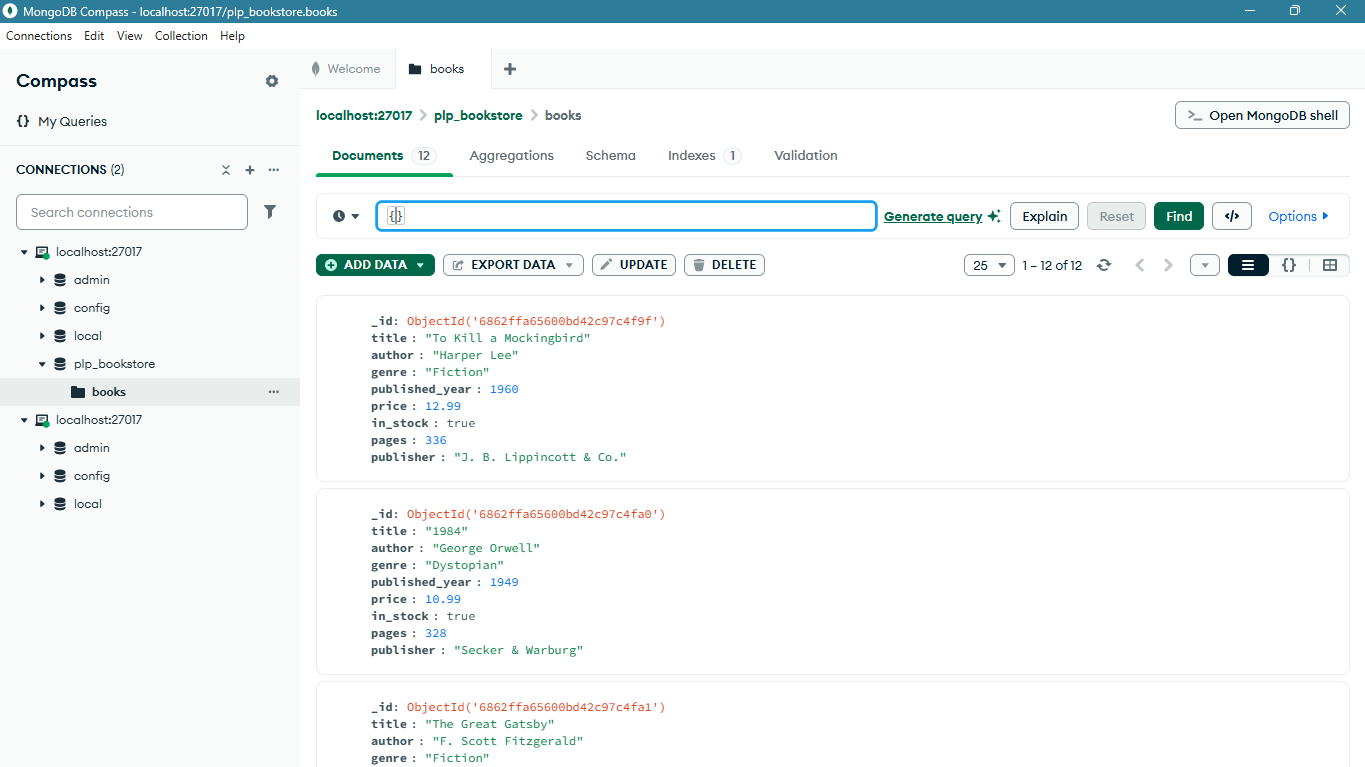 MongoDB Compass - localhost:27017/plp_bookstore.books
Connections Edit View Collection Help
Compass
{} My Queries
CONNECTIONS (2)
Search connections
localhost:27017
admin
config
local
plp_bookstore
books
localhost:27017
admin
config
local
Welcome
books
localhost:27017 > plp_bookstore > books
>_ Open MongoDB shell
Documents 12 Aggregations Schema Indexes 1 Validation
{} Generate query Explain Reset Find </> Options
ADD DATA EXPORT DATA UPDATE DELETE 25 1 – 12 of 12 {}
_id: ObjectId('6862ffa65600bd42c97c4f9f')
title : "To Kill a Mockingbird"
author : "Harper Lee"
genre : "Fiction"
published_year : 1960
price : 12.99
in_stock : true
pages : 336
publisher : "J. B. Lippincott & Co."
_id: ObjectId('6862ffa65600bd42c97c4fa0')
title : "1984"
author : "George Orwell"
genre : "Dystopian"
published_year : 1949
price : 10.99
in_stock : true
pages : 328
publisher : "Secker & Warburg"
_id: ObjectId('6862ffa65600bd42c97c4fa1')
title : "The Great Gatsby"
author : "F. Scott Fitzgerald"
genre : "Fiction"